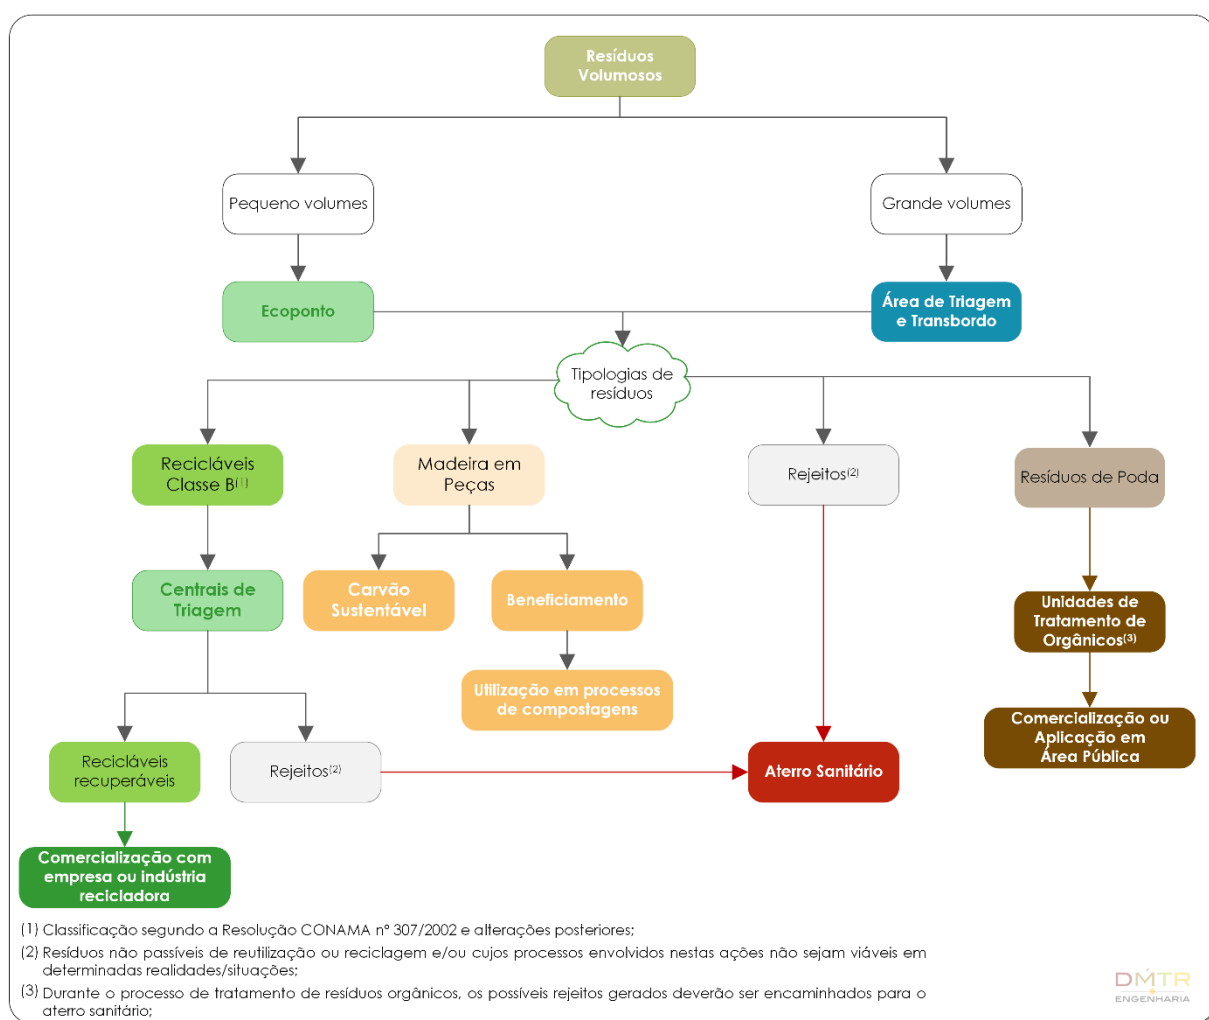 Resíduos
Volumosos
Pequeno volumes
Grande volumes
Ecoponto
Área de Triagem
e Transbordo
Tipologias de
resíduos
Recicláveis
Classe B(1)
Madeira em
Peças
Rejeitos(2)
Resíduos de Poda
Centrais de
Triagem
Carvão
Sustentável
Beneficiamento
Unidades de
Tratamento de
Orgânicos(3)
Utilização em processos
de compostagens
Comercialização ou
Aplicação em
Área Pública
Recicláveis
recuperáveis
Rejeitos(2)
Aterro Sanitário
Comercialização com
empresa ou indústria
recicladora
(1) Classificação segundo a Resolução CONAMA nº 307/2002 e alterações posteriores;
(2) Resíduos não passíveis de reutilização ou reciclagem e/ou cujos processos envolvidos nestas ações não sejam viáveis em
determinadas realidades/situações;
(3) Durante o processo de tratamento de resíduos orgânicos, os possíveis rejeitos gerados deverão ser encaminhados para o
aterro sanitário;
DMTR
ENGENHARIA